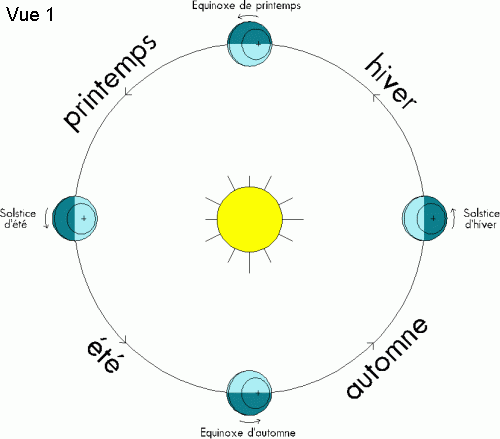 Vue 1
Equinoxe de printemps
printemps
hiver
Solstice
d'été
Solstice
d'hiver
été
automne
Equinoxe d'automne